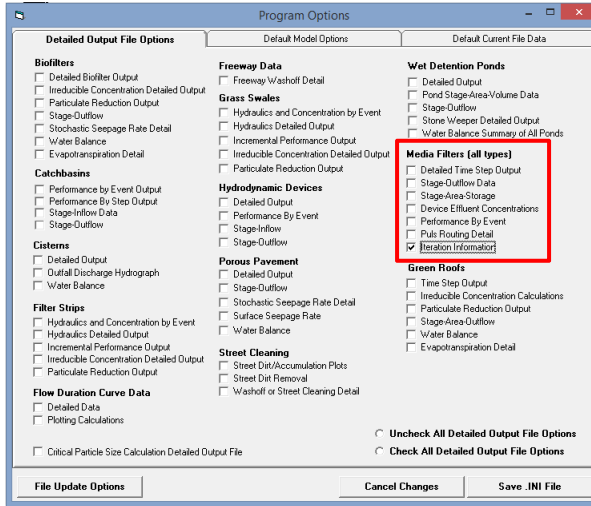 Program Options
Detailed Output File Options
Default Model Options
Default Current File Data
Biofilters
Detailed Biofilter Output
Irreducible Concentration Detailed Output
Particulate Reduction Output
Stage-Outflow
Stochastic Seepage Rate Detail
Water Balance
Evapotranspiration Detail
Catchbasins
Performance by Event Output
Performance By Step Output
Stage-Inflow Data
Stage-Outflow
Cisterns
Detailed Output
Outfall Discharge Hydrograph
Water Balance
Filter Strips
Hydraulics and Concentration by Event
Hydraulics Detailed Output
Incremental Performance Output
Irreducible Concentration Detailed Output
Particulate Reduction Output
Flow Duration Curve Data
Detailed Data
Plotting Calculations
Critical Particle Size Calculation Detailed Output File
Freeway Data
Freeway Washoff Detail
Grass Swales
Hydraulics and Concentration by Event
Hydraulics Detailed Output
Incremental Performance Output
Irreducible Concentration Detailed Output
Particulate Reduction Output
Hydrodynamic Devices
Detailed Output
Performance By Event
Stage-Inflow
Stage-Outflow
Porous Pavement
Detailed Output
Stage-Outflow
Stochastic Seepage Rate Detail
Surface Seepage Rate
Water Balance
Street Cleaning
Street Dirt/Accumulation Plots
Street Dirt Removal
Washoff or Street Cleaning Detail
Wet Detention Ponds
Detailed Output
Pond Stage-Area-Volume Data
Stage-Outflow
Stone Weeper Detailed Output
Water Balance Summary of All Ponds
Media Filters (all types)
Detailed Time Step Output
Stage-Outflow Data
Stage-Area-Storage
Device Effluent Concentrations
Performance By Event
Puls Routing Detail
Iteration Information
Green Roofs
Time Step Output
Irreducible Concentration Calculations
Particulate Reduction Output
Stage-Area-Outflow
Water Balance
Evapotranspiration Detail
Uncheck All Detailed Output File Options
Check All Detailed Output File Options
File Update Options
Cancel Changes
Save .INI File